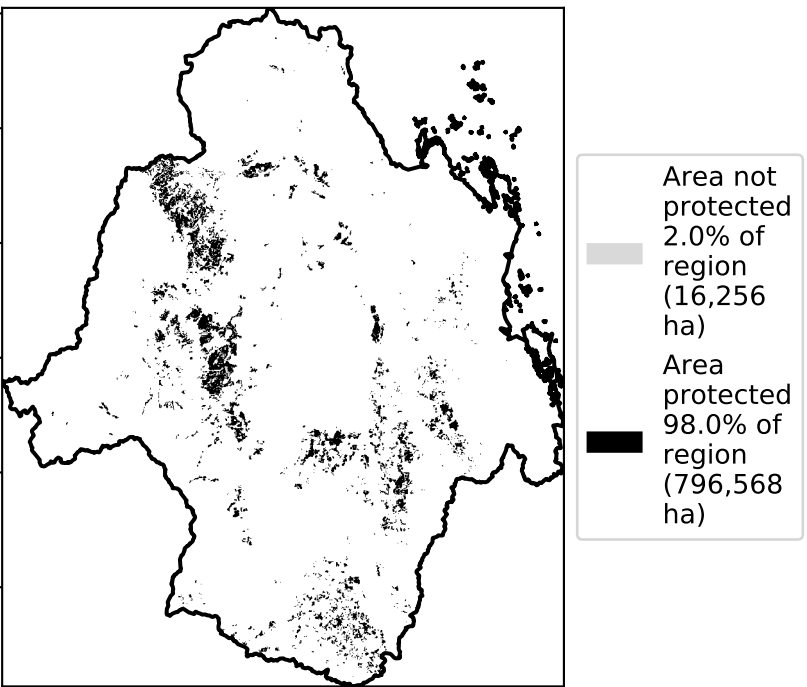 Area not
protected
2.0% of
region
(16,256
ha)
Area
protected
98.0% of
region
(796,568
ha)